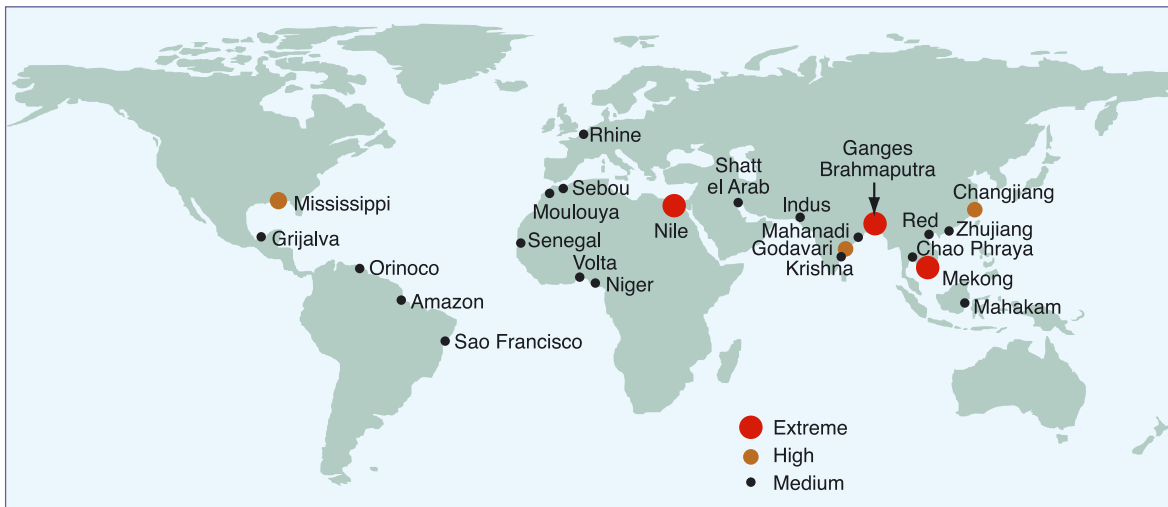 Rhine
Ganges
Brahmaputra
Shatt
el Arab
Sebou
Changjiang
Mississippi
Moulouya
Indus
Nile
Mahanadi
Red
Zhujiang
Grijalva
Senegal
Godavari
Chao Phraya
Volta
Krishna
Orinoco
Niger
Mekong
Amazon
Mahakam
Sao Francisco
Extreme
High
Medium